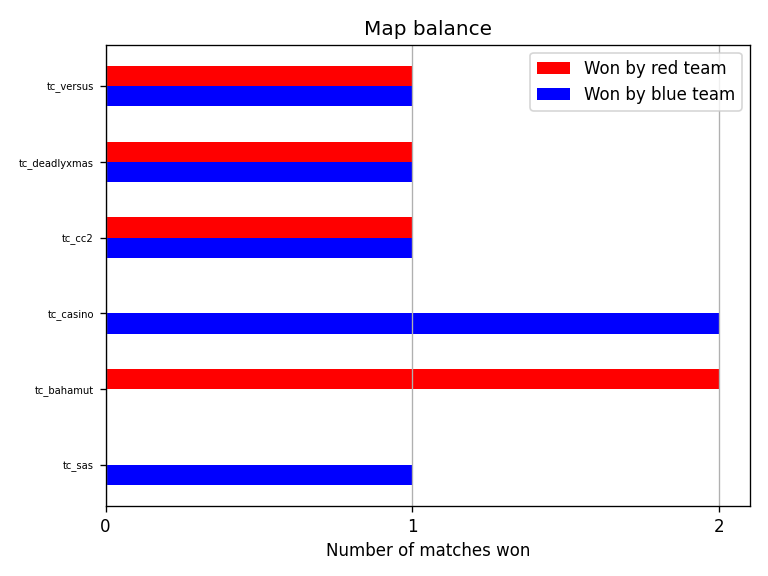 Map balance
Won by red team
Won by blue team
tc_versus
tc_deadlyxmas
tc_cc2
tc_casino
tc_bahamut
tc_sas
0 1 2
Number of matches won